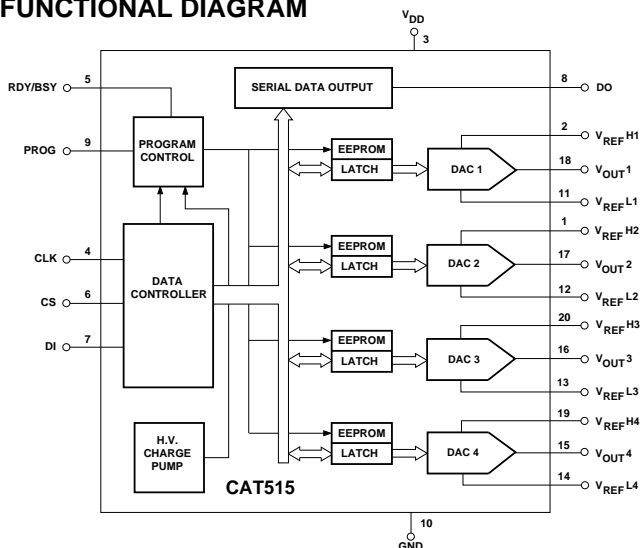 FUNCTIONAL DIAGRAM
VDD
3
RDY/BSY 5
SERIAL DATA OUTPUT
8 DO
PROG 9
PROGRAM
CONTROL
EEPROM
LATCH
DAC 1
2 VREFH1
18 VOUT1
11 VREFL1
CLK 4
CS 6
DI 7
DATA
CONTROLLER
EEPROM
LATCH
DAC 2
1 VREFH2
17 VOUT2
12 VREFL2
EEPROM
LATCH
DAC 3
20 VREFH3
16 VOUT3
13 VREFL3
H.V.
CHARGE
PUMP
EEPROM
LATCH
DAC 4
19 VREFH4
15 VOUT4
14 VREFL4
CAT515
10
GND